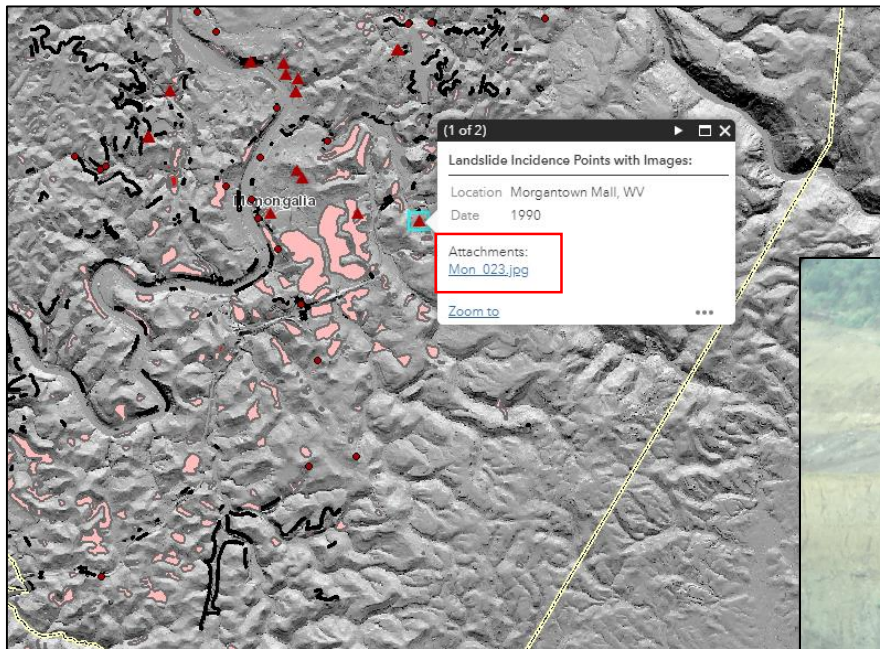 (1 of 2)
Landslide Incidence Points with Images:
Location Morgantown Mall, WV
Date 1990
Attachments:
Mon_023.jpg
Zoom to